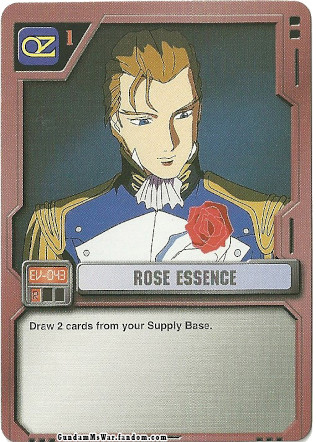 OZ 1
ROSE ESSENCE
EV-043
R
Draw 2 cards from your Supply Base.
GundamMsWar.fandom.com